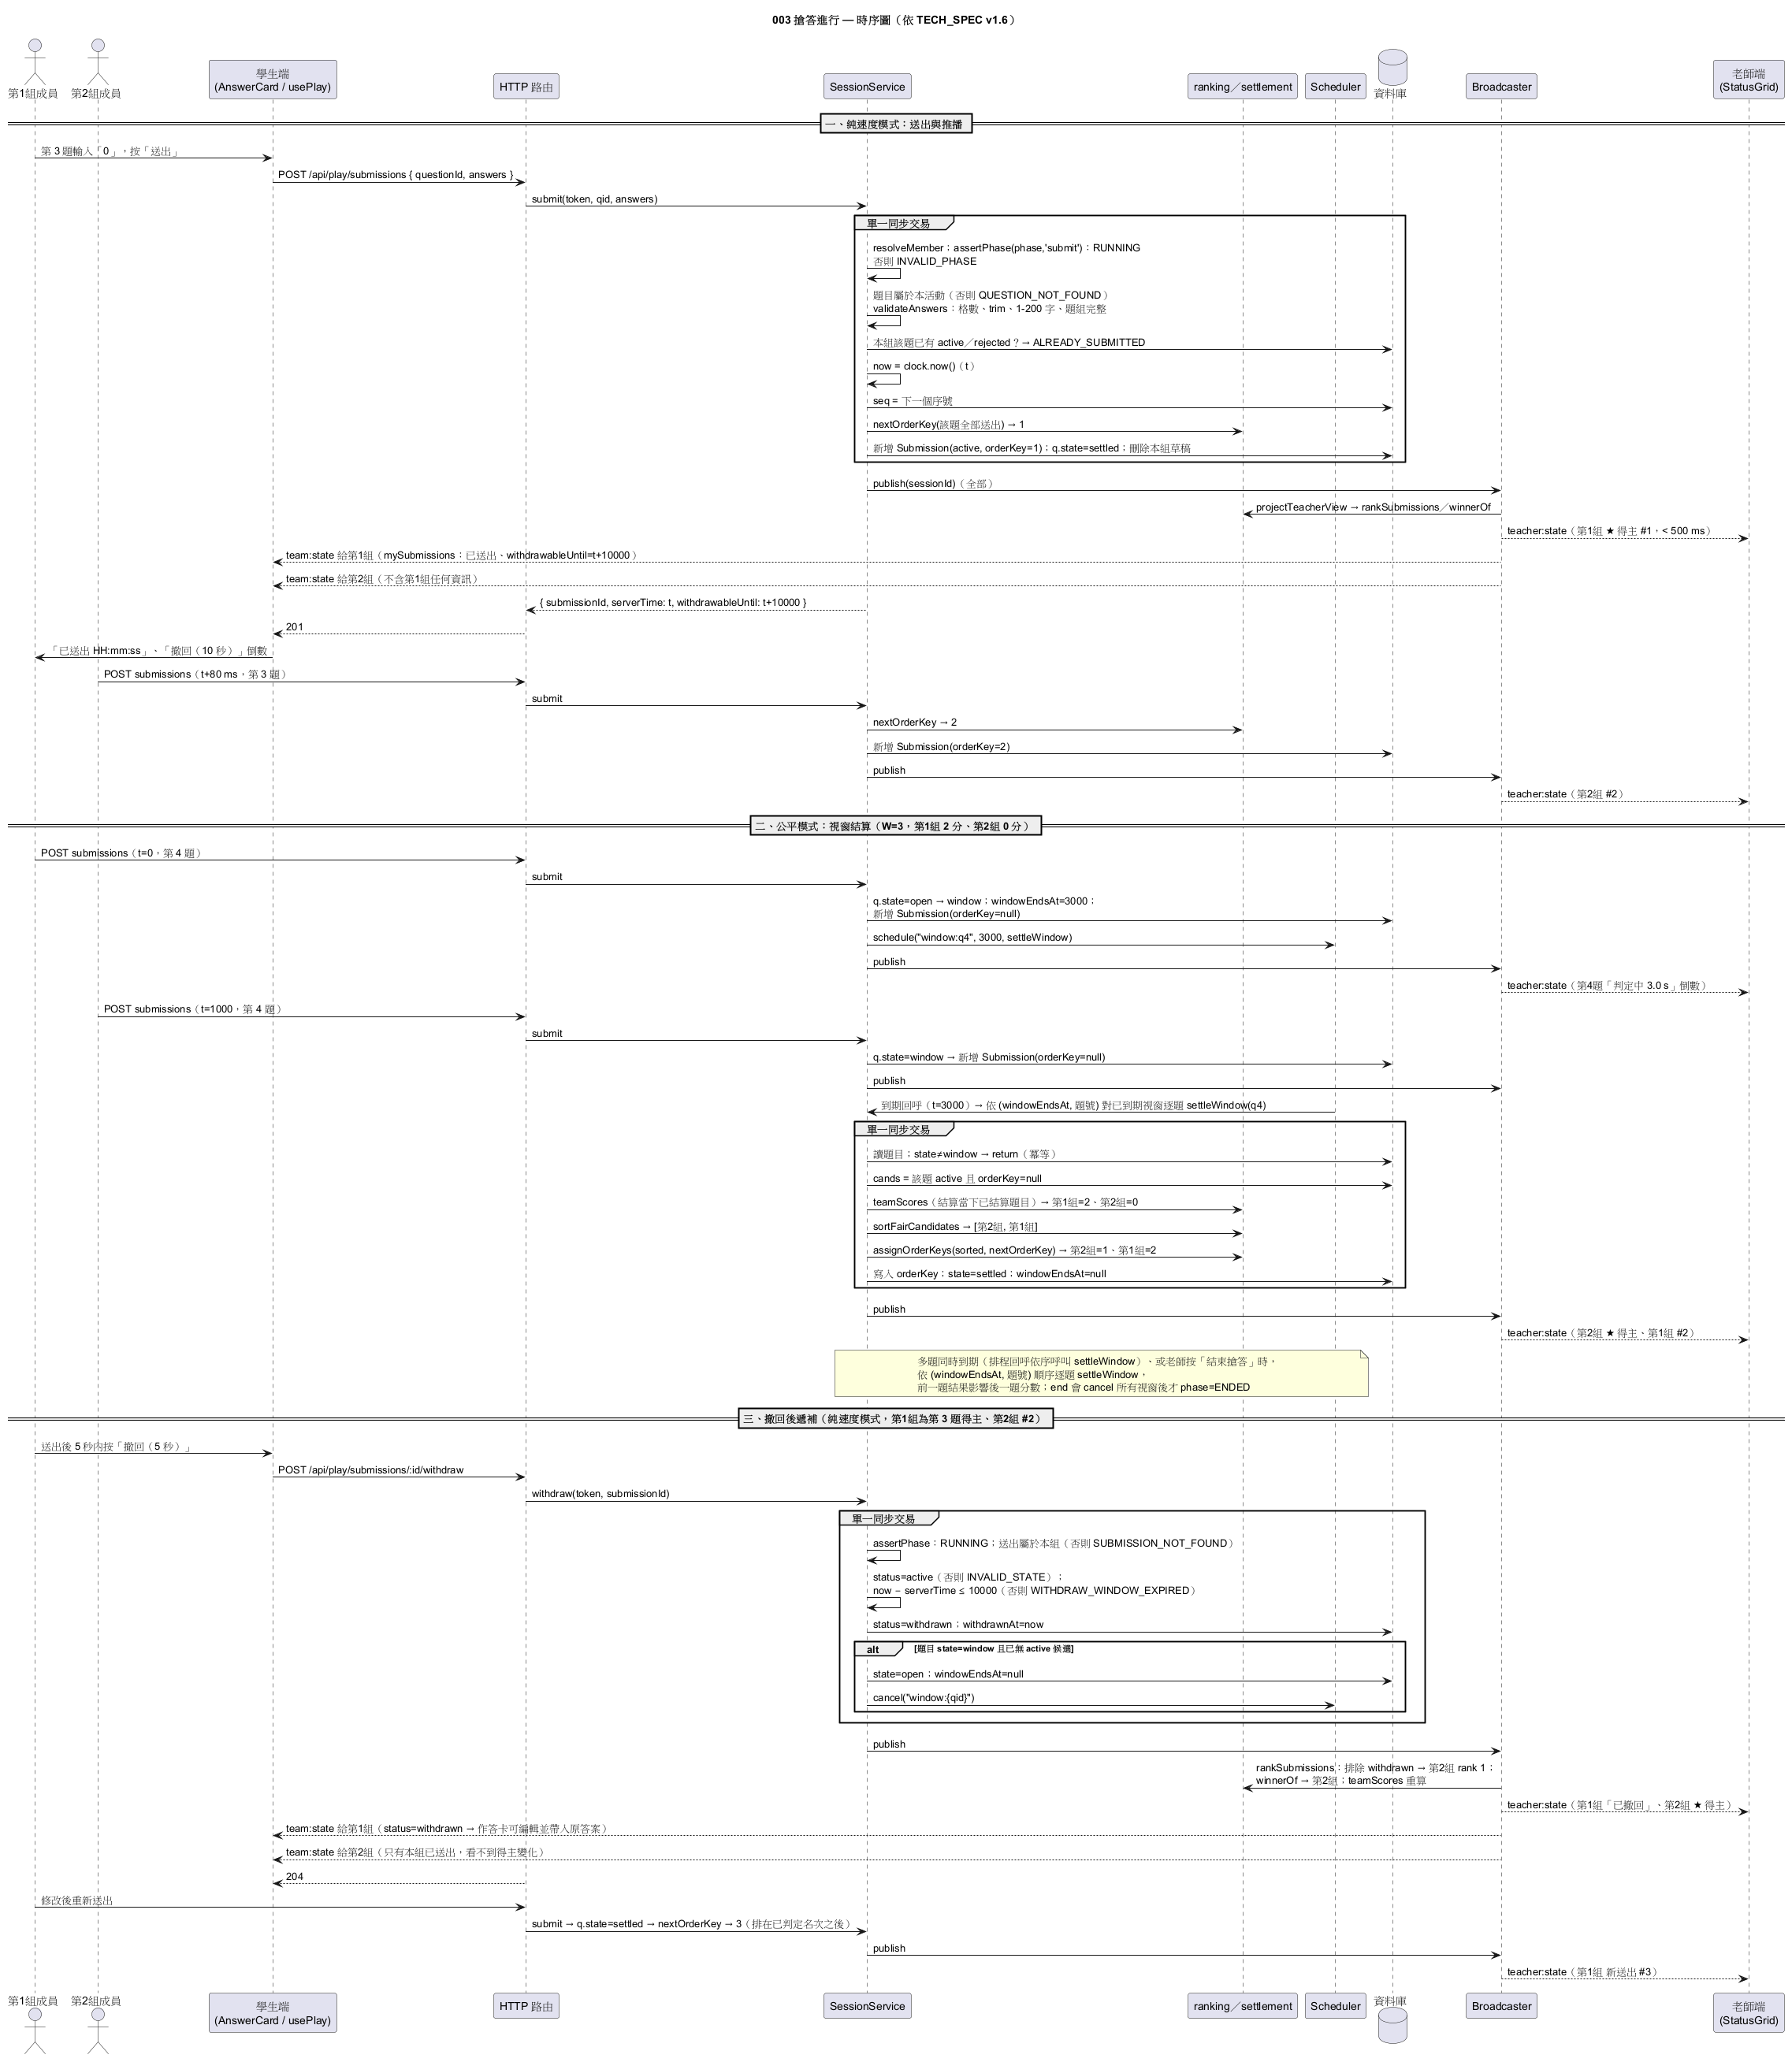 003 搶答進行 — 時序圖（依 TECH_SPEC v1.6）
第1組成員
第2組成員
學生端
(AnswerCard / usePlay)
HTTP 路由
SessionService
ranking／settlement
Scheduler
資料庫
Broadcaster
老師端
(StatusGrid)
一、純速度模式：送出與推播
第 3 題輸入「0」，按「送出」
POST /api/play/submissions { questionId, answers }
submit(token, qid, answers)
單一同步交易
resolveMember；assertPhase(phase,'submit')：RUNNING
否則 INVALID_PHASE
題目屬於本活動（否則 QUESTION_NOT_FOUND）
validateAnswers：格數、trim、1-200 字、題組完整
本組該題已有 active／rejected？→ ALREADY_SUBMITTED
now = clock.now()（t）
seq = 下一個序號
nextOrderKey(該題全部送出) → 1
新增 Submission(active, orderKey=1)；q.state=settled；刪除本組草稿
publish(sessionId)（全部）
projectTeacherView → rankSubmissions／winnerOf
teacher:state（第1組 ★ 得主 #1，< 500 ms）
team:state 給第1組（mySubmissions：已送出、withdrawableUntil=t+10000）
team:state 給第2組（不含第1組任何資訊）
{ submissionId, serverTime: t, withdrawableUntil: t+10000 }
201
「已送出 HH:mm:ss」、「撤回（10 秒）」倒數
POST submissions（t+80 ms，第 3 題）
submit
nextOrderKey → 2
新增 Submission(orderKey=2)
publish
teacher:state（第2組 #2）
二、公平模式：視窗結算（W=3，第1組 2 分、第2組 0 分）
POST submissions（t=0，第 4 題）
submit
q.state=open → window；windowEndsAt=3000；
新增 Submission(orderKey=null)
schedule("window:q4", 3000, settleWindow)
publish
teacher:state（第4題「判定中 3.0 s」倒數）
POST submissions（t=1000，第 4 題）
submit
q.state=window → 新增 Submission(orderKey=null)
publish
到期回呼（t=3000）→ 依 (windowEndsAt, 題號) 對已到期視窗逐題 settleWindow(q4)
單一同步交易
讀題目；state≠window → return（冪等）
cands = 該題 active 且 orderKey=null
teamScores（結算當下已結算題目）→ 第1組=2、第2組=0
sortFairCandidates → [第2組, 第1組]
assignOrderKeys(sorted, nextOrderKey) → 第2組=1、第1組=2
寫入 orderKey；state=settled；windowEndsAt=null
publish
teacher:state（第2組 ★ 得主、第1組 #2）
多題同時到期（排程回呼依序呼叫 settleWindow）、或老師按「結束搶答」時，
依 (windowEndsAt, 題號) 順序逐題 settleWindow，
前一題結果影響後一題分數；end 會 cancel 所有視窗後才 phase=ENDED
三、撤回後遞補（純速度模式，第1組為第 3 題得主、第2組 #2）
送出後 5 秒內按「撤回（5 秒）」
POST /api/play/submissions/:id/withdraw
withdraw(token, submissionId)
單一同步交易
assertPhase：RUNNING；送出屬於本組（否則 SUBMISSION_NOT_FOUND）
status=active（否則 INVALID_STATE）；
now − serverTime ≤ 10000（否則 WITHDRAW_WINDOW_EXPIRED）
status=withdrawn；withdrawnAt=now
alt [題目 state=window 且已無 active 候選]
state=open；windowEndsAt=null
cancel("window:{qid}")
publish
rankSubmissions：排除 withdrawn → 第2組 rank 1；
winnerOf → 第2組；teamScores 重算
teacher:state（第1組「已撤回」、第2組 ★ 得主）
team:state 給第1組（status=withdrawn → 作答卡可編輯並帶入原答案）
team:state 給第2組（只有本組已送出，看不到得主變化）
204
修改後重新送出
submit → q.state=settled → nextOrderKey → 3（排在已判定名次之後）
publish
teacher:state（第1組 新送出 #3）
第1組成員
第2組成員
學生端
(AnswerCard / usePlay)
HTTP 路由
SessionService
ranking／settlement
Scheduler
資料庫
Broadcaster
老師端
(StatusGrid)